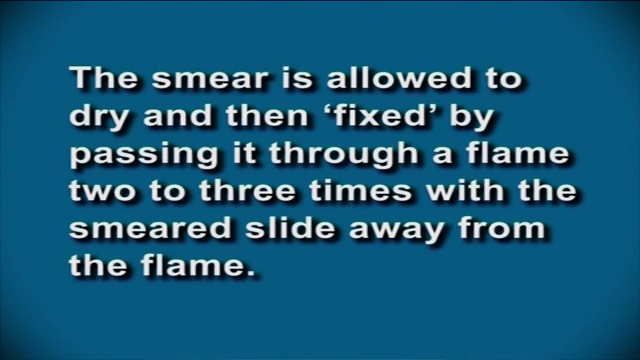 The smear is allowed to
dry and then ‘fixed’ by
passing it through a flame
two to three times with the
smeared slide away from
the flame.